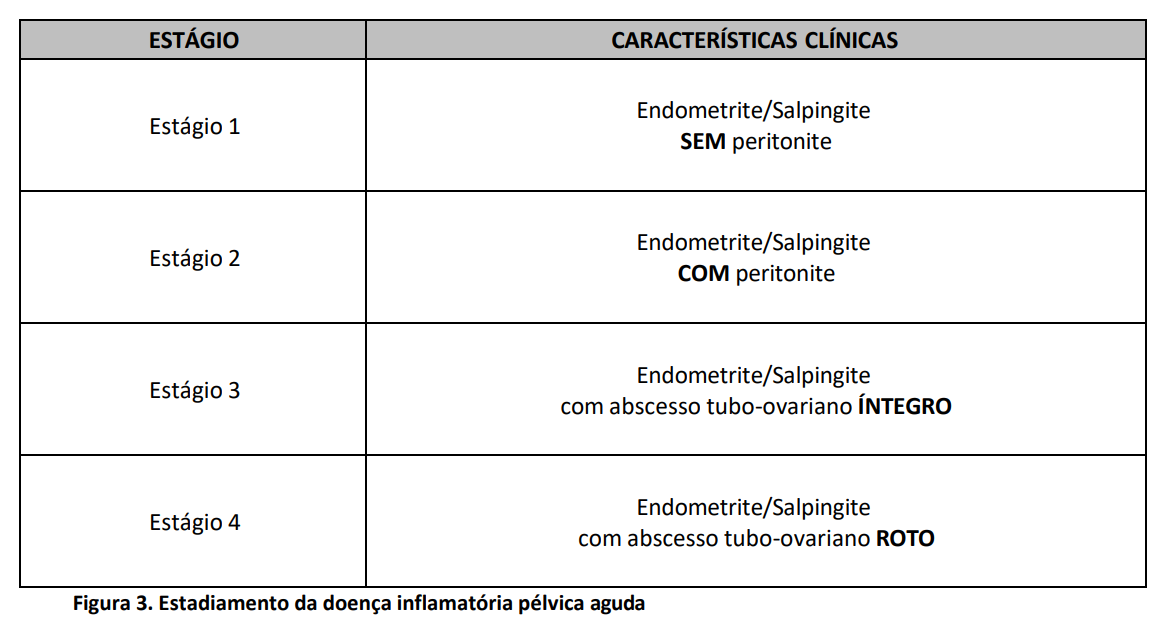 ESTÁGIO
CARACTERÍSTICAS CLÍNICAS
Estágio 1
Endometrite/Salpingite
SEM peritonite
Estágio 2
Endometrite/Salpingite
COM peritonite
Estágio 3
Endometrite/Salpingite
com abscesso tubo-ovariano ÍNTEGRO
Estágio 4
Endometrite/Salpingite
com abscesso tubo-ovariano ROTO
Figura 3. Estadiamento da doença inflamatória pélvica aguda